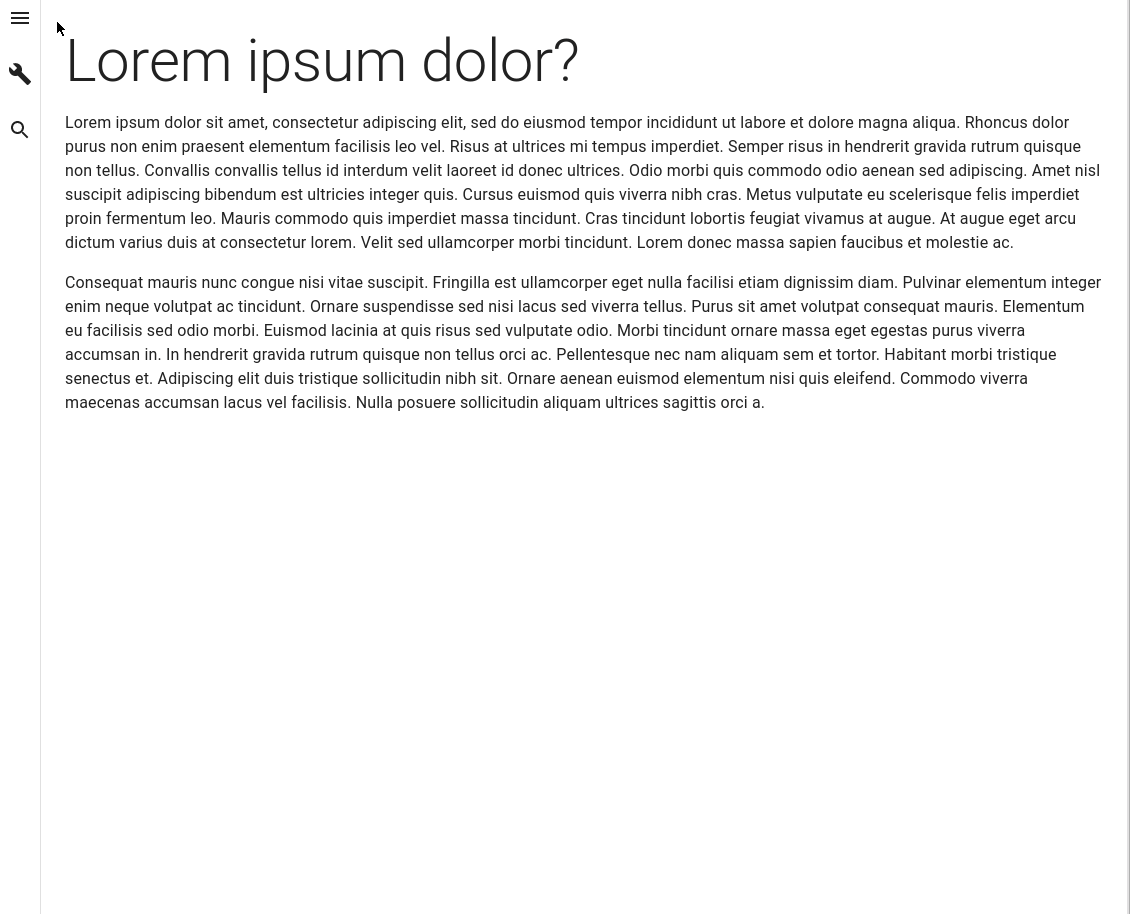 Lorem ipsum dolor?
Lorem ipsum dolor sit amet, consectetur adipiscing elit, sed do eiusmod tempor incididunt ut labore et dolore magna aliqua. Rhoncus dolor
purus non enim praesent elementum facilisis leo vel. Risus at ultrices mi tempus imperdiet. Semper risus in hendrerit gravida rutrum quisque
non tellus. Convallis convallis tellus id interdum velit laoreet id donec ultrices. Odio morbi quis commodo odio aenean sed adipiscing. Amet nisl
suscipit adipiscing bibendum est ultricies integer quis. Cursus euismod quis viverra nibh cras. Metus vulputate eu scelerisque felis imperdiet
proin fermentum leo. Mauris commodo quis imperdiet massa tincidunt. Cras tincidunt lobortis feugiat vivamus at augue. At augue eget arcu
dictum varius duis at consectetur lorem. Velit sed ullamcorper morbi tincidunt. Lorem donec massa sapien faucibus et molestie ac.
Consequat mauris nunc congue nisi vitae suscipit. Fringilla est ullamcorper eget nulla facilisi etiam dignissim diam. Pulvinar elementum integer
enim neque volutpat ac tincidunt. Ornare suspendisse sed nisi lacus sed viverra tellus. Purus sit amet volutpat consequat mauris. Elementum
eu facilisis sed odio morbi. Euismod lacinia at quis risus sed vulputate odio. Morbi tincidunt ornare massa eget egestas purus viverra
accumsan in. In hendrerit gravida rutrum quisque non tellus orci ac. Pellentesque nec nam aliquam sem et tortor. Habitant morbi tristique
senectus et. Adipiscing elit duis tristique sollicitudin nibh sit. Ornare aenean euismod elementum nisi quis eleifend. Commodo viverra
maecenas accumsan lacus vel facilisis. Nulla posuere sollicitudin aliquam ultrices sagittis orci a.